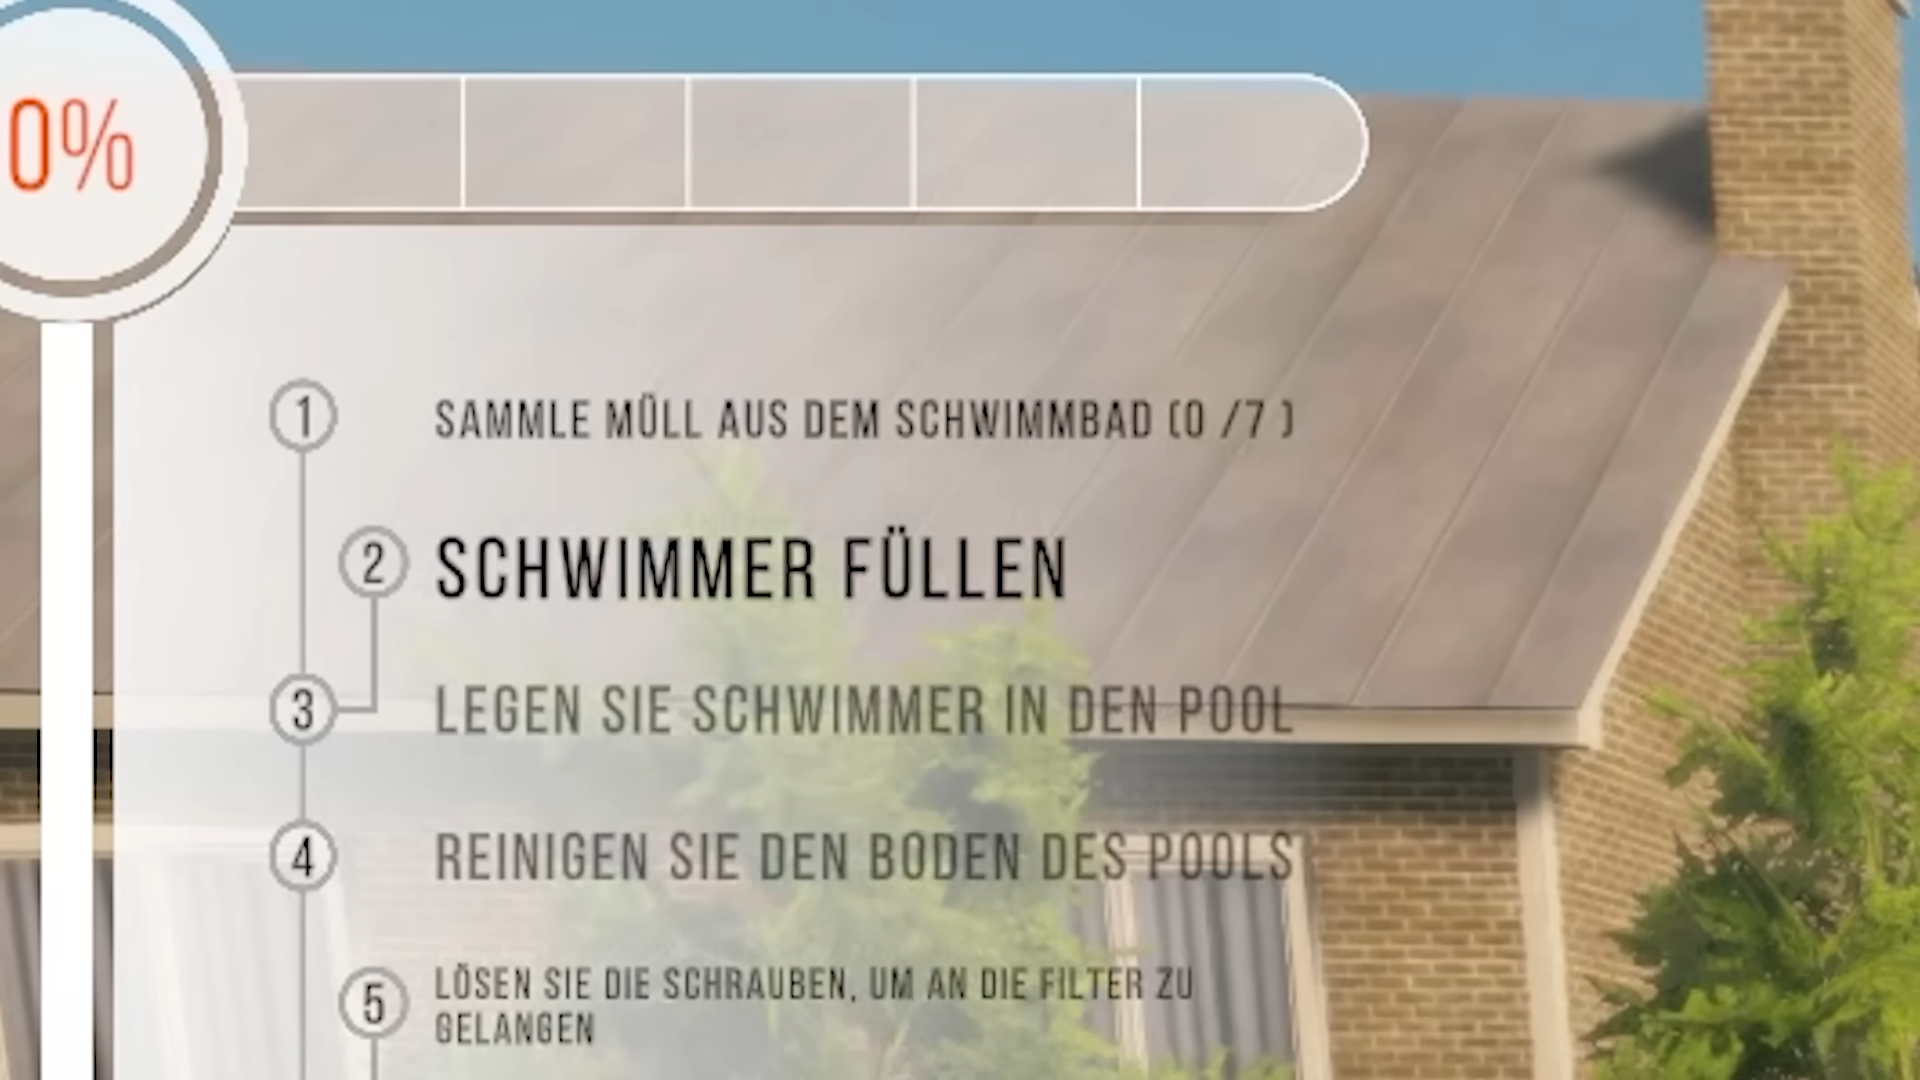 0%
1 SAMMLE MÜLL AUS DEM SCHWIMMBAD (0 /7 )
2 SCHWIMMER FÜLLEN
3 LEGEN SIE SCHWIMMER IN DEN POOL
4 REINIGEN SIE DEN BODEN DES POOLS
5 LÖSEN SIE DIE SCHRAUBEN, UM AN DIE FILTER ZU
GELANGEN